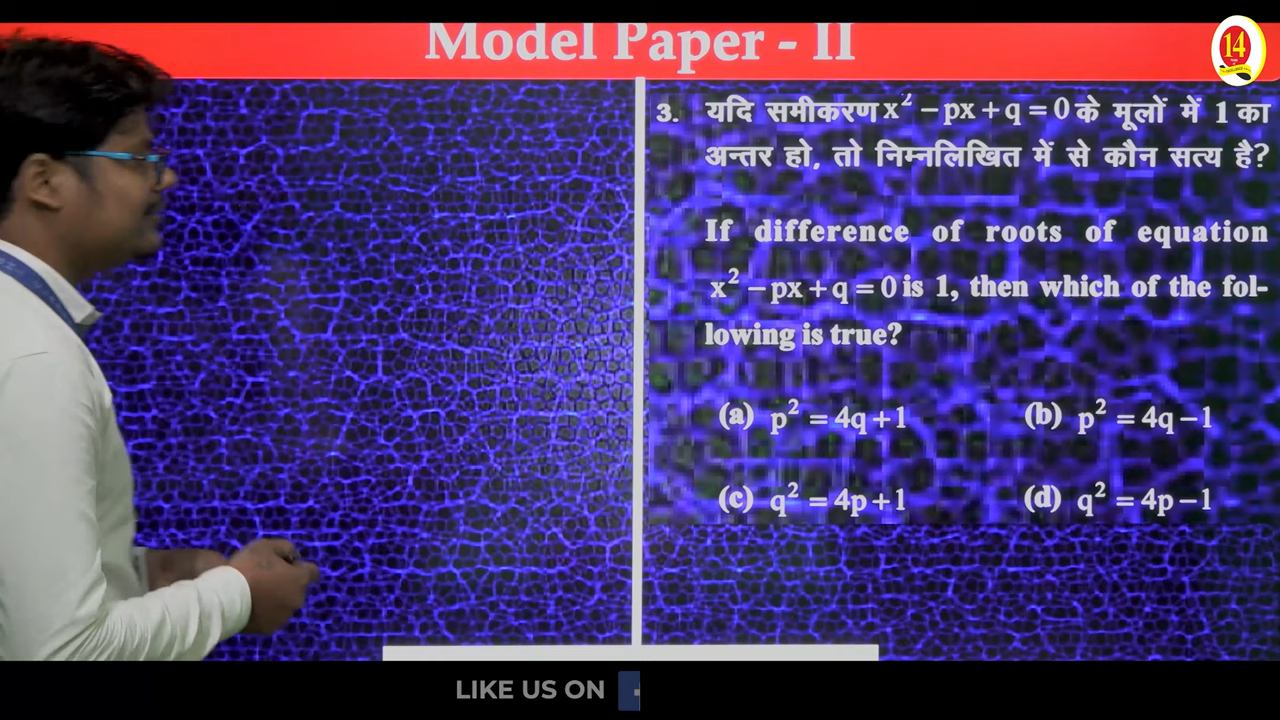 Model Paper - II
14
3. यदि समीकरण x² – px + q = 0 के मूलों में 1 का
अन्तर हो, तो निम्नलिखित में से कौन सत्य है?
If difference of roots of equation
x² – px + q = 0 is 1, then which of the fol-
lowing is true?
(a) p² = 4q + 1 (b) p² = 4q – 1
(c) q² = 4p + 1 (d) q² = 4p – 1
LIKE US ON